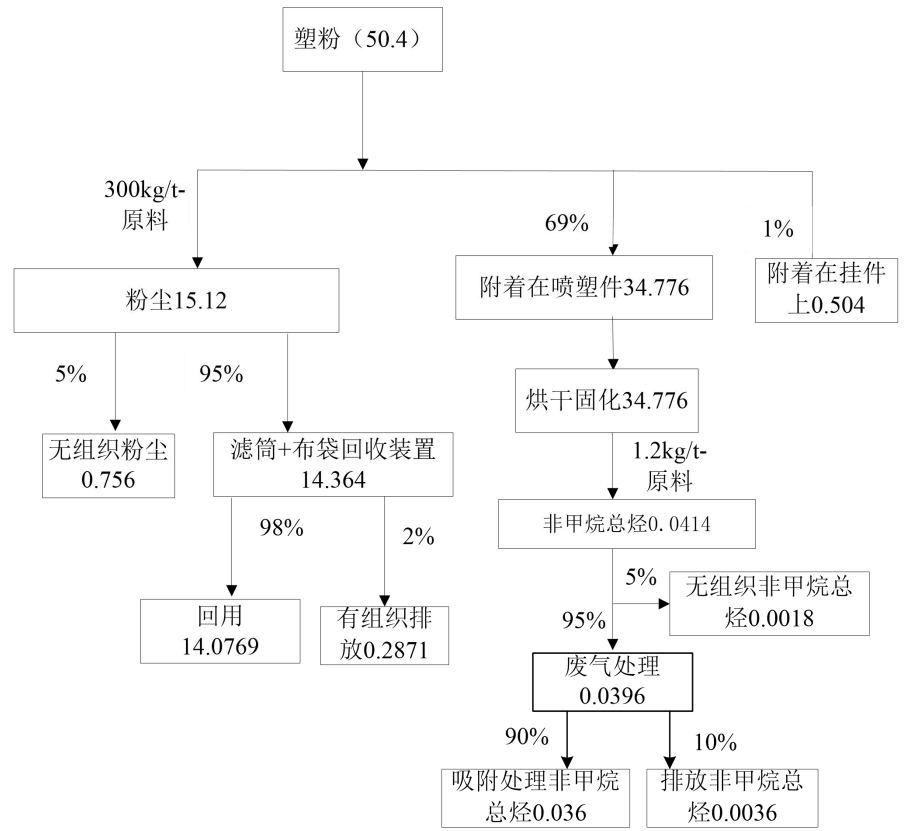 塑粉（50.4）
300kg/t-
原料
69%
1%
粉尘15.12
附着在喷塑件34.776
附着在挂件
上0.504
5%
95%
烘干固化34.776
无组织粉尘
0.756
滤筒+布袋回收装置
14.364
1.2kg/t-
原料
98%
2%
非甲烷总烃0.0414
回用
14.0769
有组织排
放0.2871
5%
无组织非甲烷总
烃0.0018
95%
废气处理
0.0396
90%
10%
吸附处理非甲烷
总烃0.036
排放非甲烷总
烃0.0036